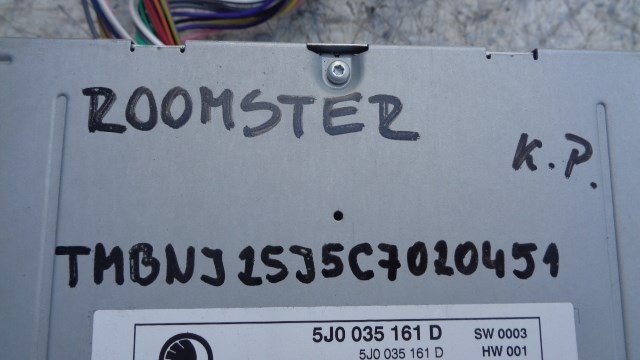 ROOMSTER
K.P.
TMBNJ25J5C7020451
5J0 035 161 D SW 0003
5J0 035 161 D HW 001